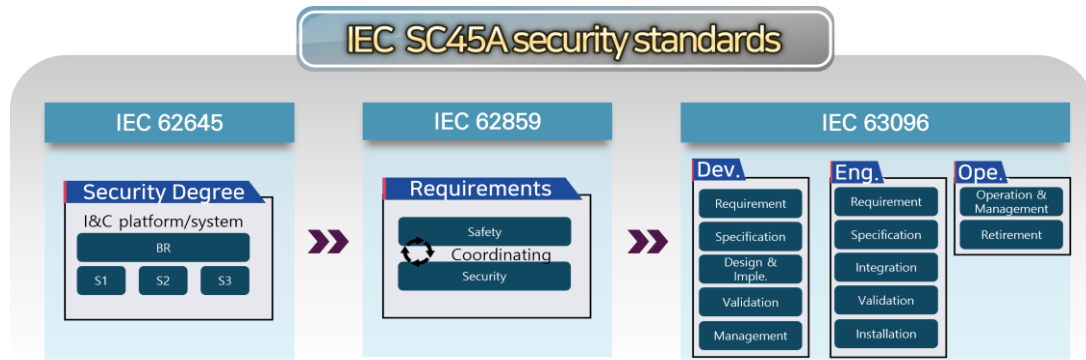 IEC SC45A security standards
IEC 62645
Security Degree
I&C platform/system
BR
S1 S2 S3
IEC 62859
Requirements
Safety
Coordinating
Security
IEC 63096
Dev.
Requirement
Specification
Design &
Imple.
Validation
Management
Eng.
Requirement
Specification
Integration
Validation
Installation
Ope.
Operation &
Management
Retirement